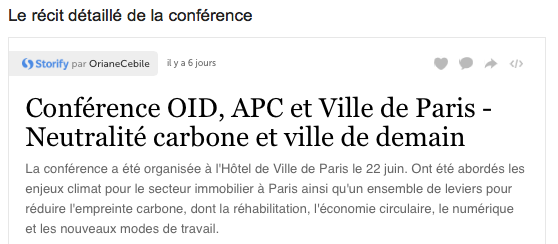 Le récit détaillé de la conférence
Storify par OrianeCebile il y a 6 jours
Conférence OID, APC et Ville de Paris -
Neutralité carbone et ville de demain
La conférence a été organisée à l'Hôtel de Ville de Paris le 22 juin. Ont été abordés les
enjeux climat pour le secteur immobilier à Paris ainsi qu'un ensemble de leviers pour
réduire l'empreinte carbone, dont la réhabilitation, l'économie circulaire, le numérique
et les nouveaux modes de travail.